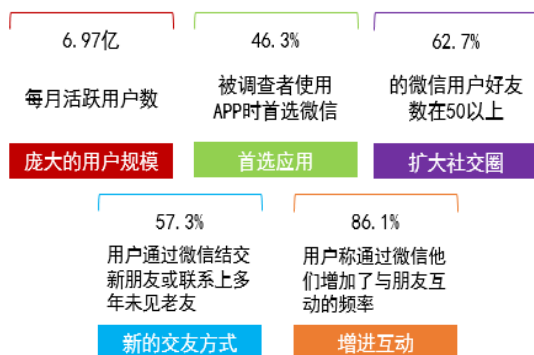 6.97亿
每月活跃用户数
庞大的用户规模
46.3%
被调查者使用
APP时首选微信
首选应用
62.7%
的微信用户好友
数在50以上
扩大社交圈
57.3%
用户通过微信结交
新朋友或联系上多
年未见老友
新的交友方式
86.1%
用户称通过微信他
们增加了与朋友互
动的频率
增进互动